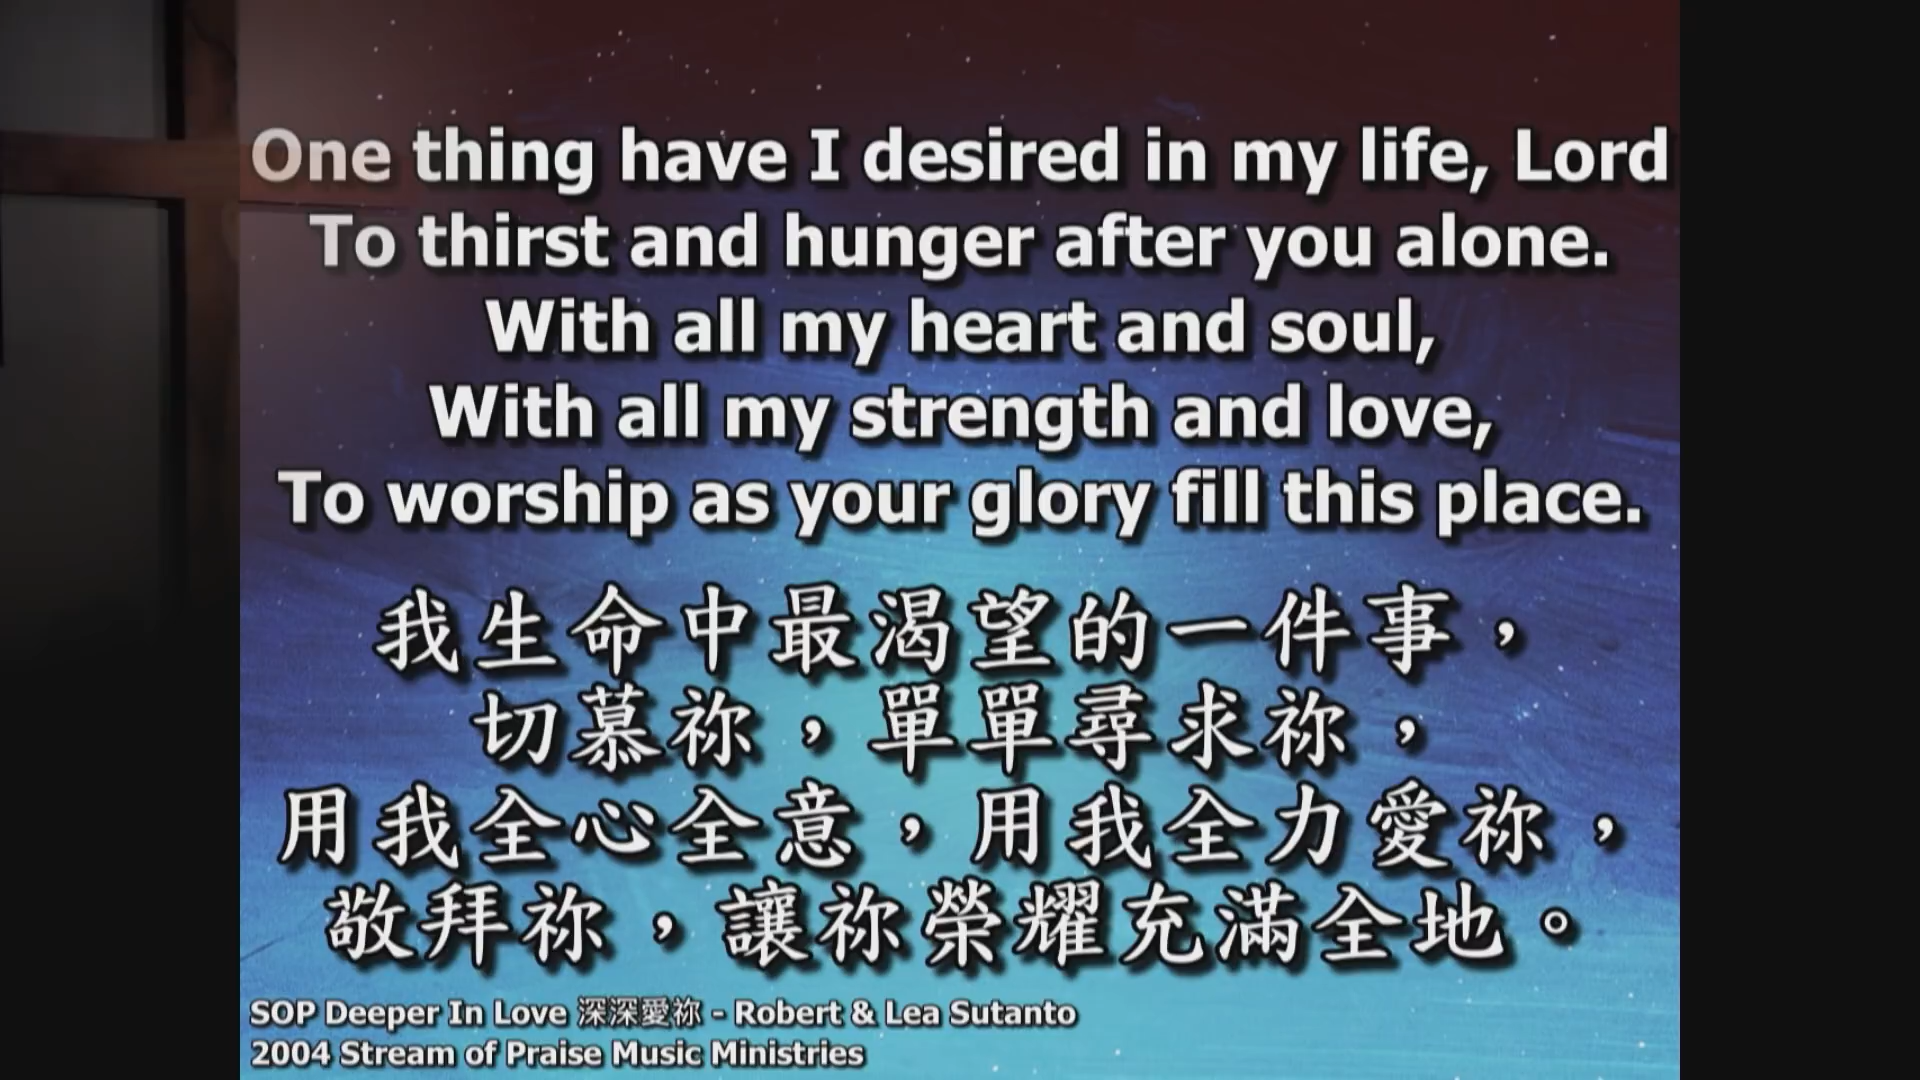 One thing have I desired in my life, Lord
To thirst and hunger after you alone.
With all my heart and soul,
With all my strength and love,
To worship as your glory fill this place.
我生命中最渴望的一件事，
切慕祢，單單尋求祢，
用我全心全意，用我全力愛祢，
敬拜祢，讓祢榮耀充滿全地。
SOP Deeper In Love 深深愛祢 - Robert & Lea Sutanto
2004 Stream of Praise Music Ministries